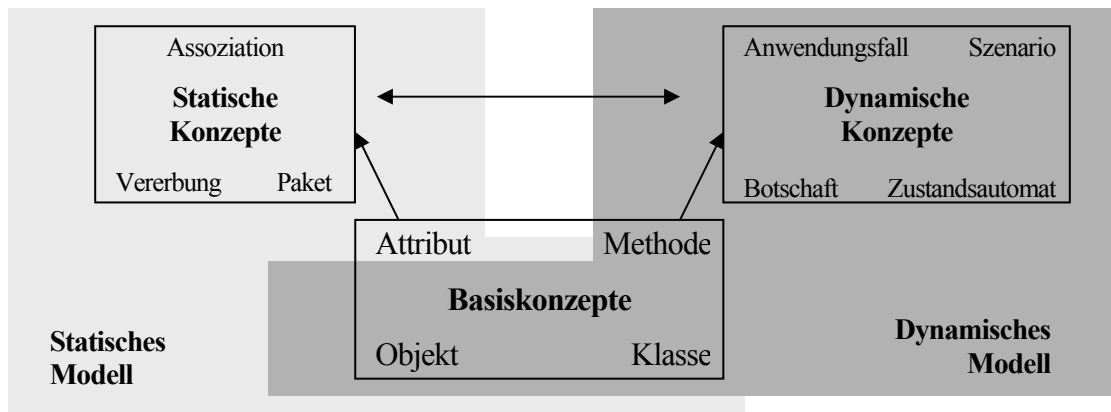 Assoziation
Statische
Konzepte
Vererbung Paket
Anwendungsfall Szenario
Dynamische
Konzepte
Botschaft Zustandsautomat
Attribut Methode
Basiskonzepte
Objekt Klasse
Statisches
Modell
Dynamisches
Modell